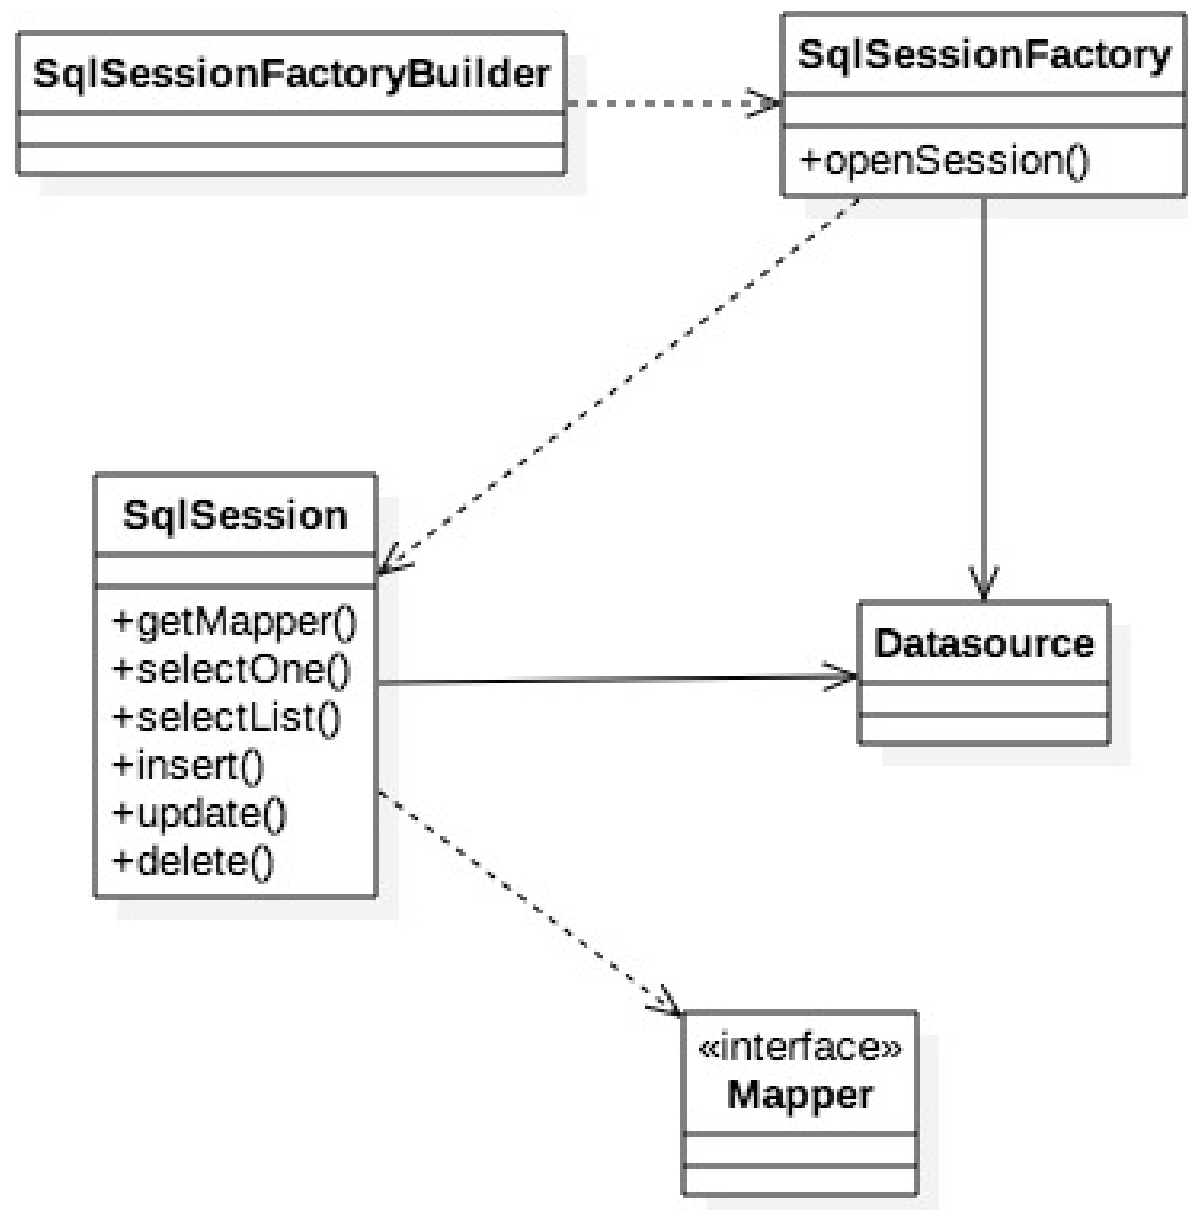 SqlSessionFactoryBuilder
SqlSessionFactory
+openSession()
SqlSession
+getMapper()
+selectOne()
+selectList()
+insert()
+update()
+delete()
Datasource
«interface»
Mapper